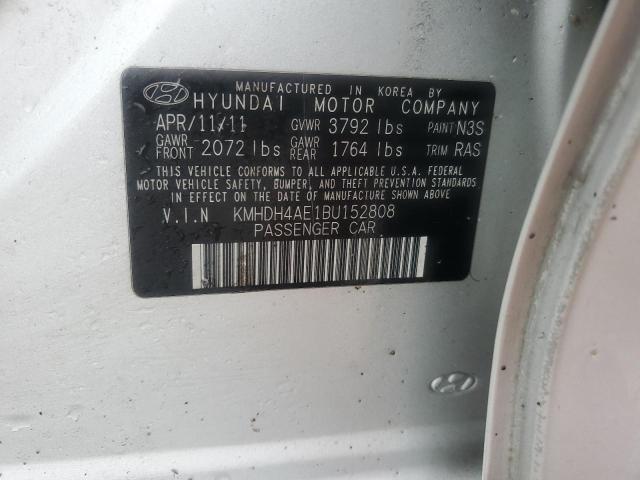 MANUFACTURED IN KOREA BY
HYUNDAI MOTOR COMPANY
APR/11/11 GVWR 3792 lbs PAINT N3S
GAWR FRONT 2072 lbs GAWR REAR 1764 lbs TRIM RAS
THIS VEHICLE CONFORMS TO ALL APPLICABLE U.S.A. FEDERAL
MOTOR VEHICLE SAFETY, BUMPER, AND THEFT PREVENTION STANDARDS
IN EFFECT ON THE DATE OF MANUFACTURE SHOWN ABOVE.
V.I.N KMHDH4AE1BU152808
PASSENGER CAR